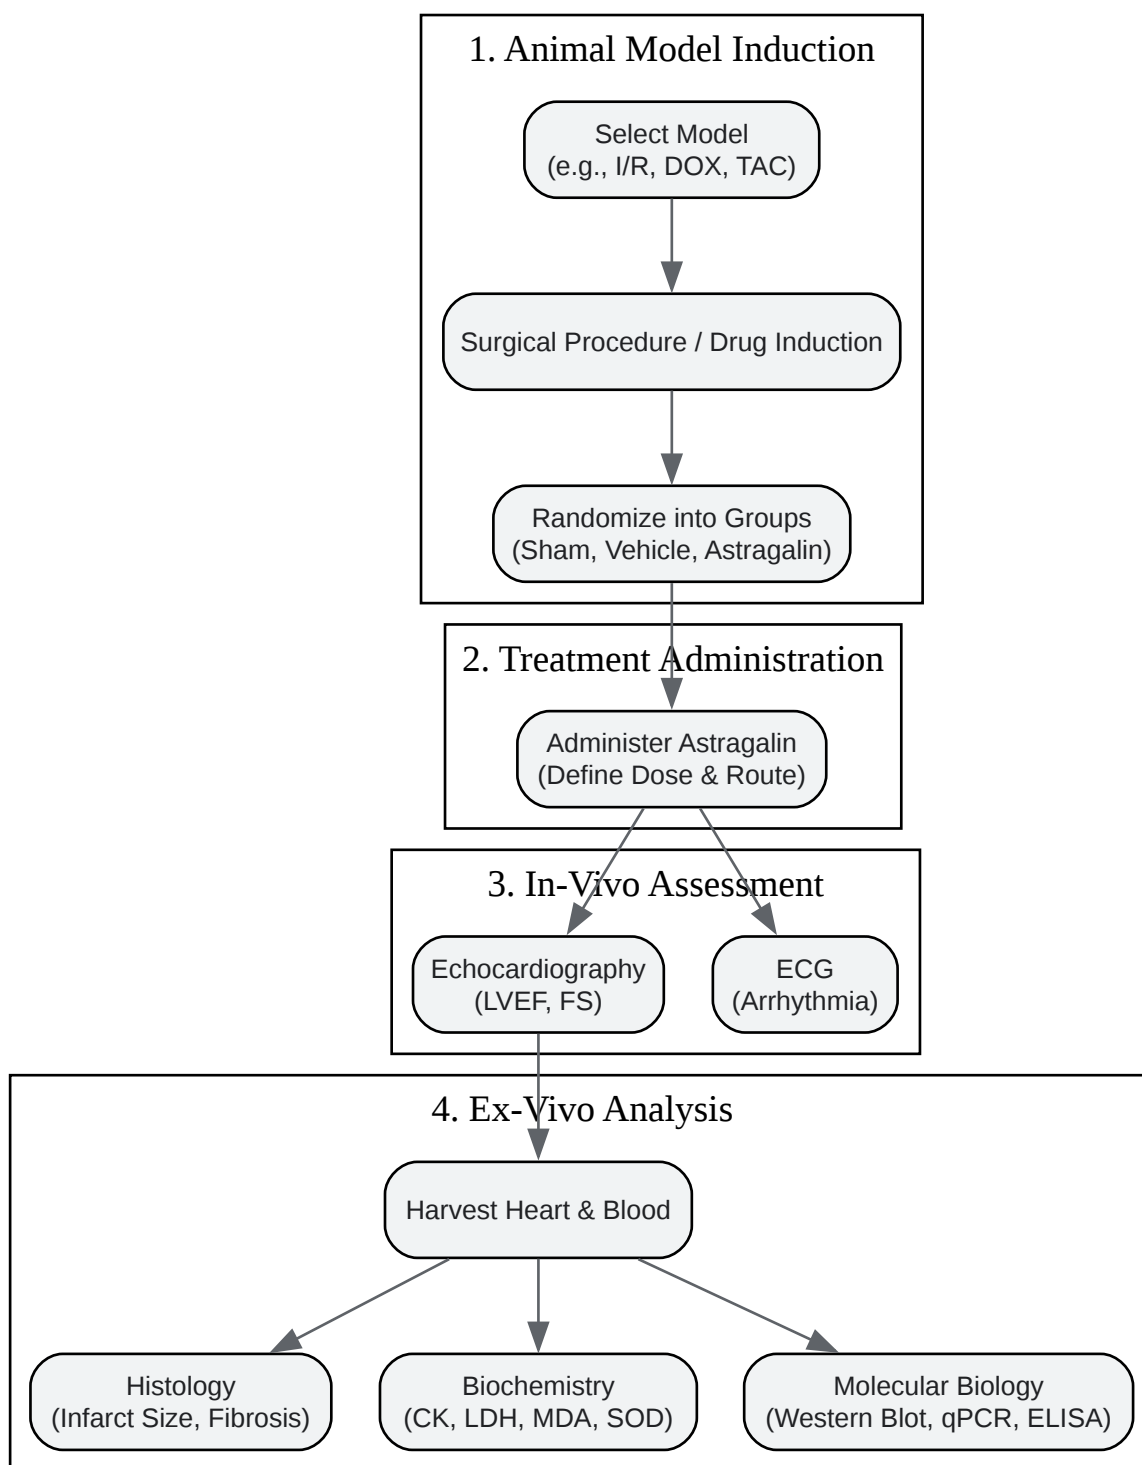 1. Animal Model Induction
Select Model
(e.g., I/R, DOX, TAC)
Surgical Procedure / Drug Induction
Randomize into Groups
(Sham, Vehicle, Astragalin)
2. Treatment Administration
Administer Astragalin
(Define Dose & Route)
3. In-Vivo Assessment
Echocardiography
(LVEF, FS)
ECG
(Arrhythmia)
4. Ex-Vivo Analysis
Harvest Heart & Blood
Histology
(Infarct Size, Fibrosis)
Biochemistry
(CK, LDH, MDA, SOD)
Molecular Biology
(Western Blot, qPCR, ELISA)